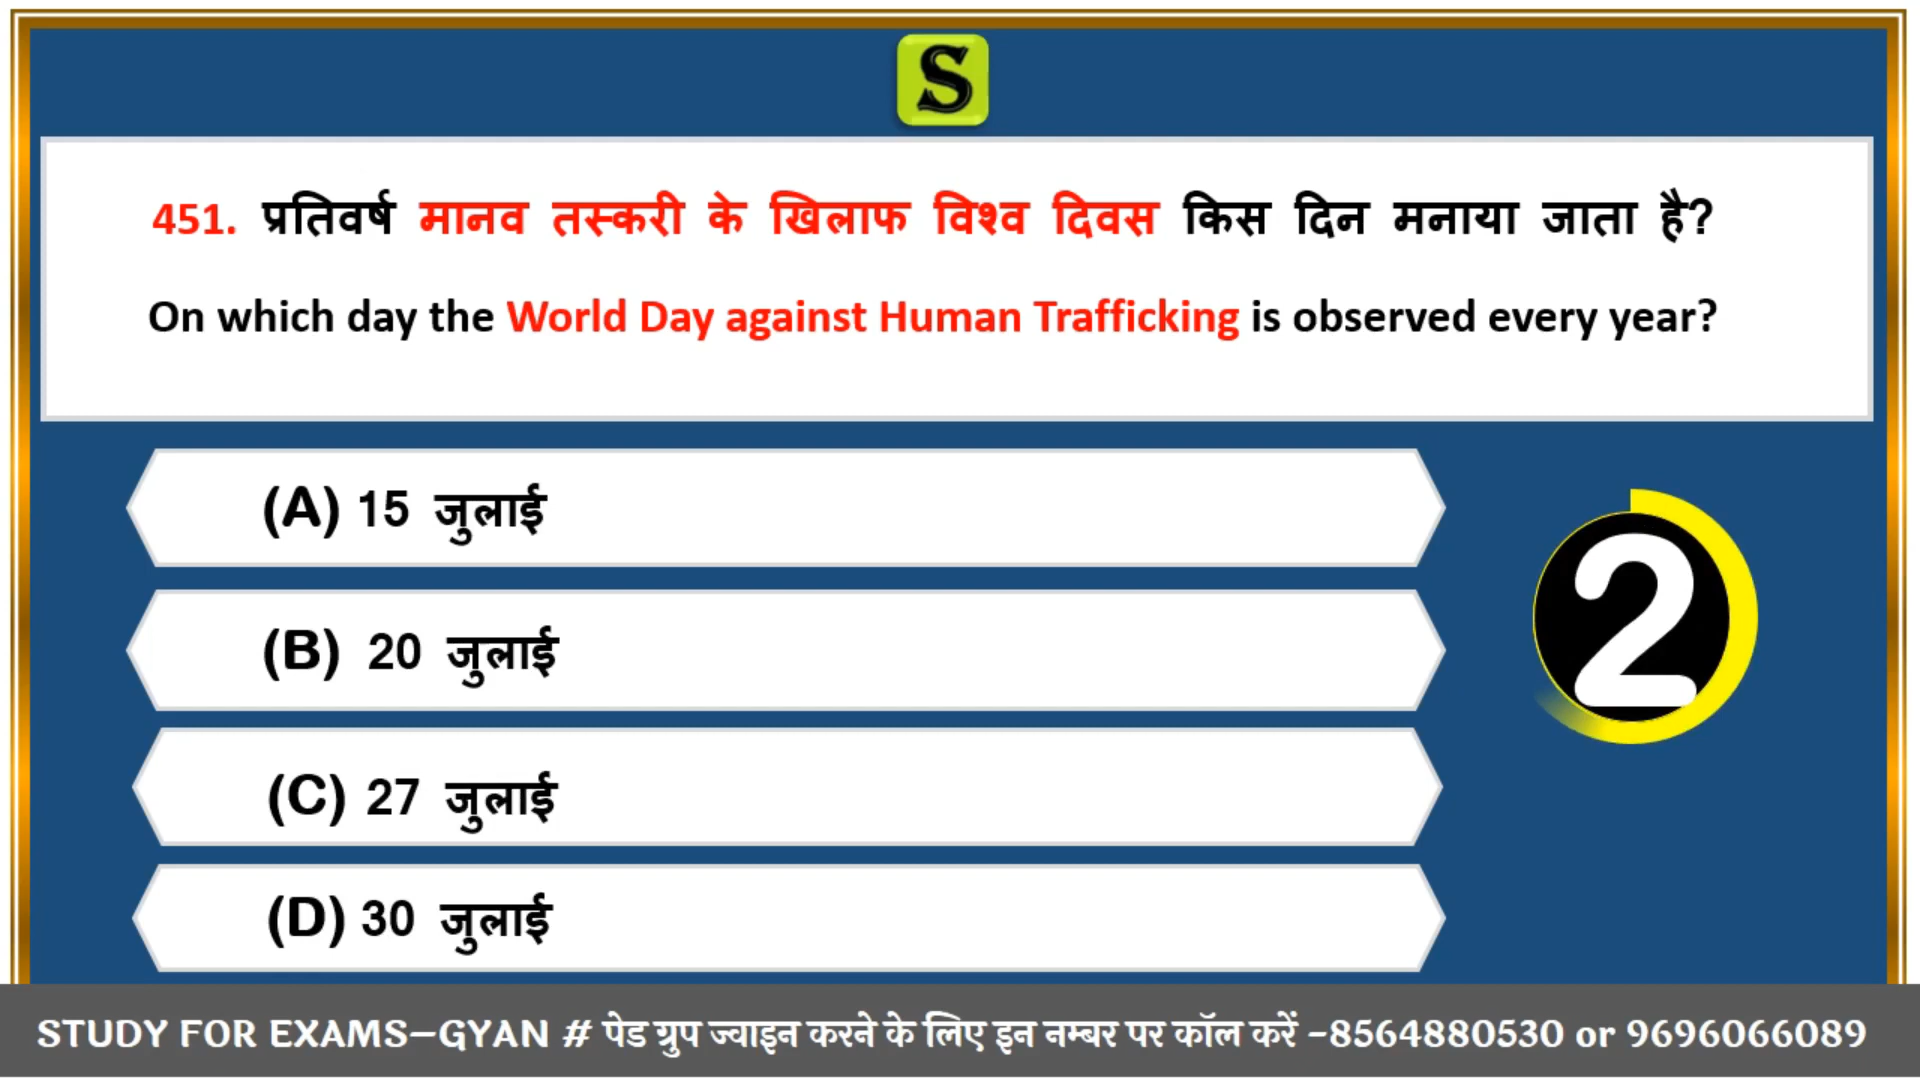 S
451. प्रतिवर्ष मानव तस्करी के खिलाफ विश्व दिवस किस दिन मनाया जाता है?
On which day the World Day against Human Trafficking is observed every year?
(A) 15 जुलाई
(B) 20 जुलाई
2
(C) 27 जुलाई
(D) 30 जुलाई
STUDY FOR EXAMS–GYAN # पेड ग्रुप ज्वाइन करने के लिए इन नम्बर पर कॉल करें –8564880530 or 9696066089